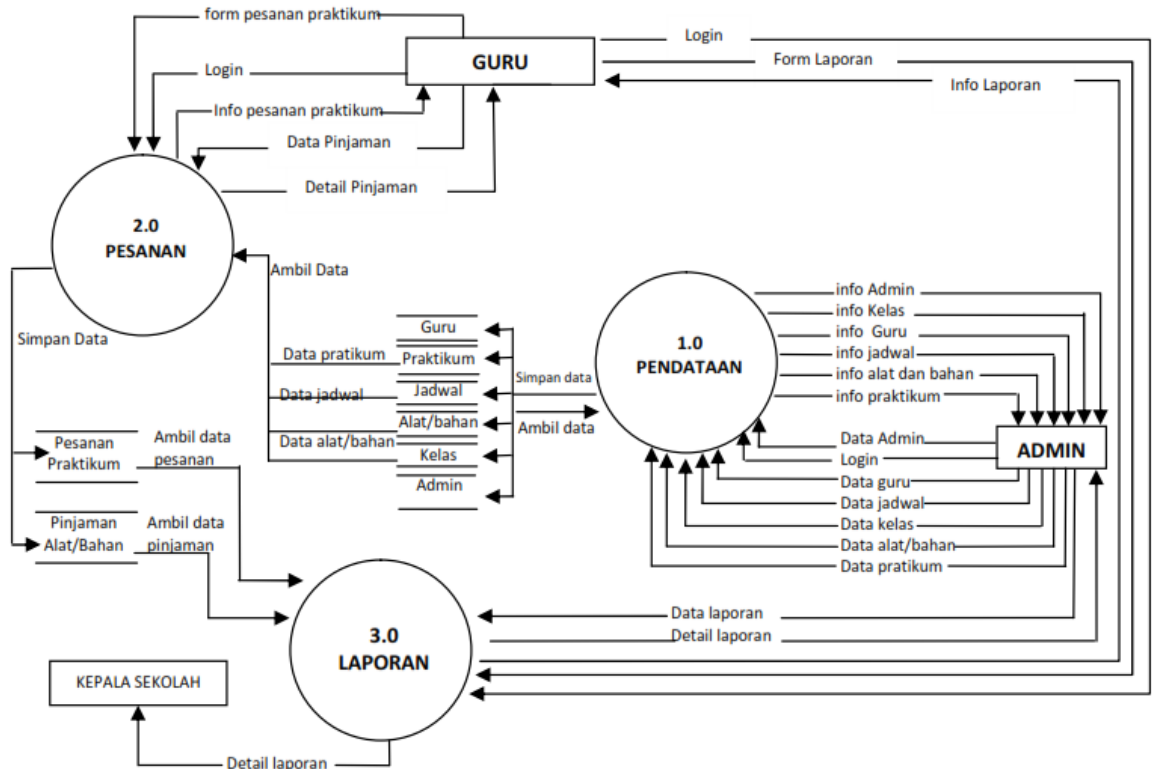 form pesanan praktikum
Login
GURU
Form Laporan
Login
Info Laporan
Info pesanan praktikum
Data Pinjaman
Detail Pinjaman
2.0
PESANAN
Ambil Data
Simpan Data
1.0
PENDATAAN
info Admin
info Kelas
info Guru
info jadwal
info alat dan bahan
info praktikum
Guru
Data pratikum
Praktikum
Simpan data
Data jadwal
Jadwal
Alat/bahan
Ambil data
Data alat/bahan
Kelas
Admin
Data Admin
ADMIN
Login
Data guru
Data jadwal
Data kelas
Data alat/bahan
Data pratikum
Pesanan
Praktikum
Ambil data
pesanan
Pinjaman
Alat/Bahan
Ambil data
pinjaman
3.0
LAPORAN
Data laporan
Detail laporan
KEPALA SEKOLAH
Detail laporan